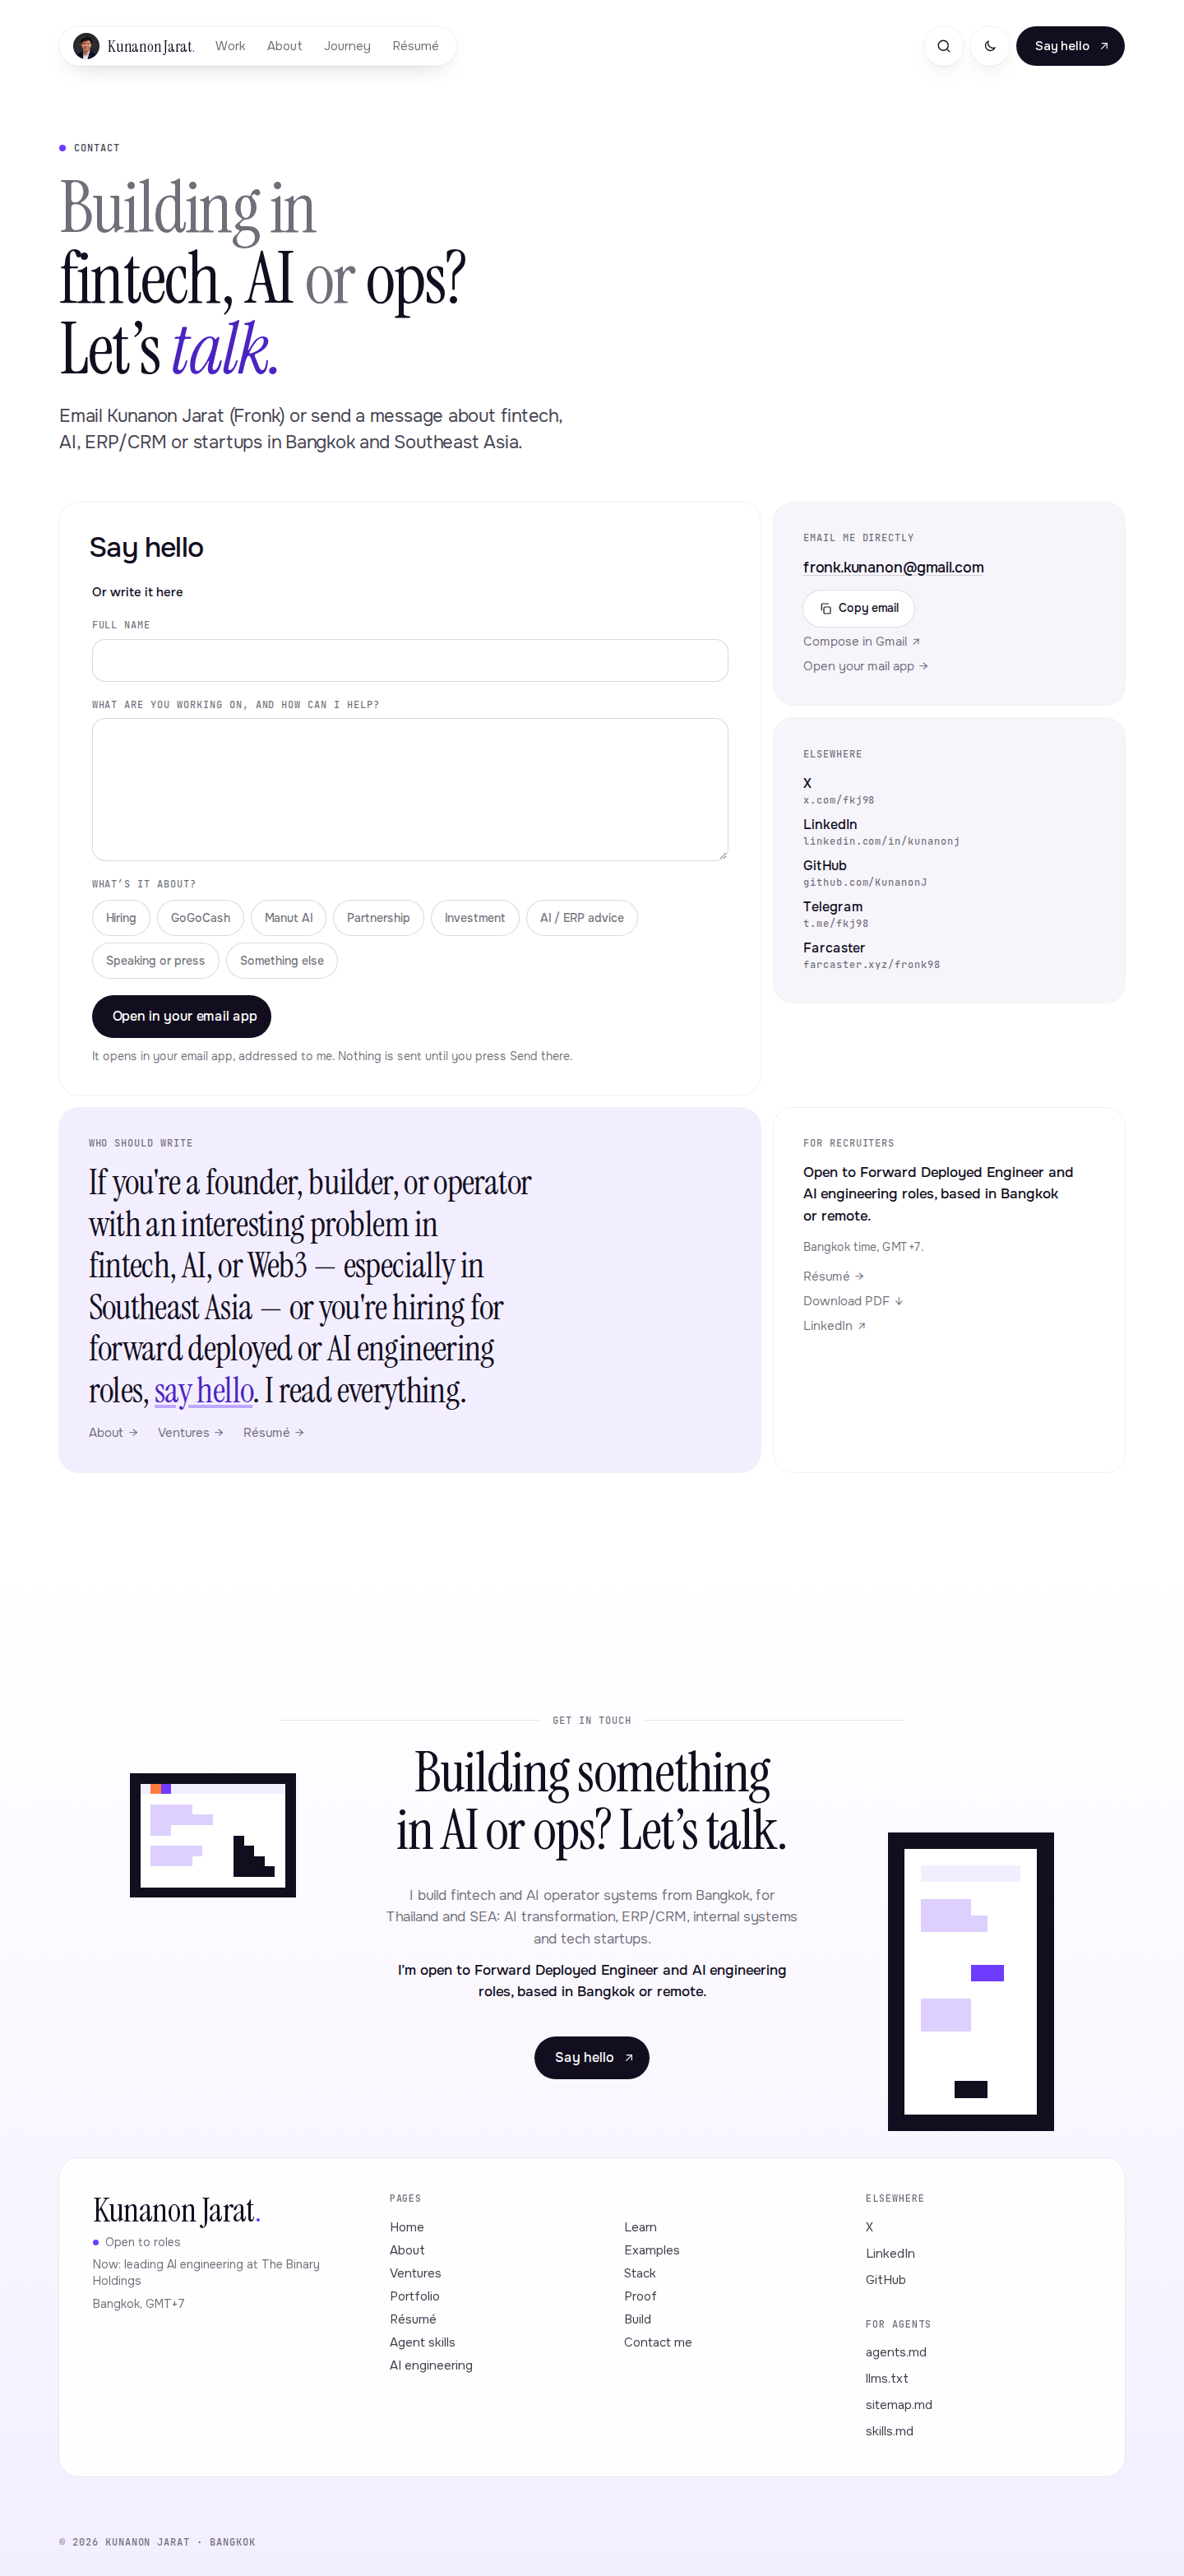 Kunanon Jarat.
Work
About
Journey
Résumé
Say hello ↗
CONTACT
Building in
fintech, AI or ops?
Let’s talk.
Email Kunanon Jarat (Fronk) or send a message about fintech,
AI, ERP/CRM or startups in Bangkok and Southeast Asia.
Say hello
Or write it here
FULL NAME
WHAT ARE YOU WORKING ON, AND HOW CAN I HELP?
WHAT’S IT ABOUT?
Hiring
GoGoCash
Manut AI
Partnership
Investment
AI / ERP advice
Speaking or press
Something else
Open in your email app
It opens in your email app, addressed to me. Nothing is sent until you press Send there.
EMAIL ME DIRECTLY
fronk.kunanon@gmail.com
Copy email
Compose in Gmail ↗
Open your mail app →
ELSEWHERE
X
x.com/fkj98
LinkedIn
linkedin.com/in/kunanonj
GitHub
github.com/KunanonJ
Telegram
t.me/fkj98
Farcaster
farcaster.xyz/fronk98
WHO SHOULD WRITE
If you're a founder, builder, or operator
with an interesting problem in
fintech, AI, or Web3 — especially in
Southeast Asia — or you're hiring for
forward deployed or AI engineering
roles, say hello. I read everything.
About →
Ventures →
Résumé →
FOR RECRUITERS
Open to Forward Deployed Engineer and
AI engineering roles, based in Bangkok
or remote.
Bangkok time, GMT+7.
Résumé →
Download PDF ↓
LinkedIn ↗
GET IN TOUCH
Building something
in AI or ops? Let’s talk.
I build fintech and AI operator systems from Bangkok, for
Thailand and SEA: AI transformation, ERP/CRM, internal systems
and tech startups.
I’m open to Forward Deployed Engineer and AI engineering
roles, based in Bangkok or remote.
Say hello ↗
Kunanon Jarat.
Open to roles
Now: leading AI engineering at The Binary
Holdings
Bangkok, GMT+7
PAGES
Home
About
Ventures
Portfolio
Résumé
Agent skills
AI engineering
Learn
Examples
Stack
Proof
Build
Contact me
ELSEWHERE
X
LinkedIn
GitHub
FOR AGENTS
agents.md
llms.txt
sitemap.md
skills.md
© 2026 KUNANON JARAT · BANGKOK